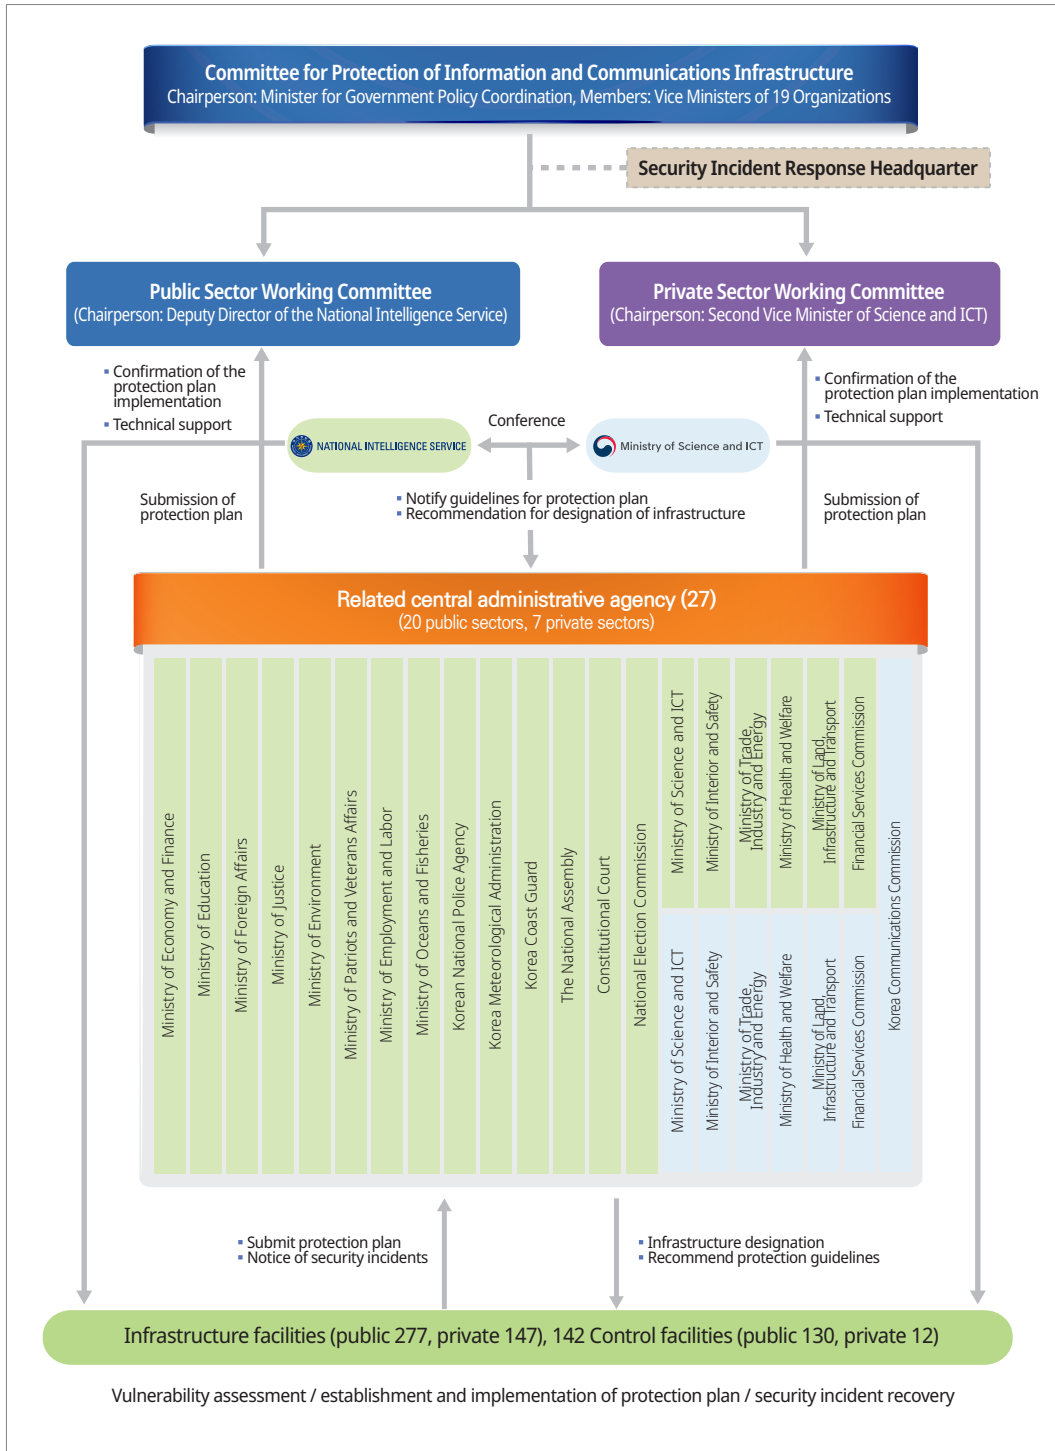 Committee for Protection of Information and Communications Infrastructure
Chairperson: Minister for Government Policy Coordination, Members: Vice Ministers of 19 Organizations
Security Incident Response Headquarter
Public Sector Working Committee
(Chairperson: Deputy Director of the National Intelligence Service)
Private Sector Working Committee
(Chairperson: Second Vice Minister of Science and ICT)
Confirmation of the
protection plan
implementation
Technical support
Confirmation of the
protection plan implementation
Technical support
NATIONAL INTELLIGENCE SERVICE
Conference
Ministry of Science and ICT
Submission of
protection plan
Notify guidelines for protection plan
Recommendation for designation of infrastructure
Submission of
protection plan
Related central administrative agency (27)
(20 public sectors, 7 private sectors)
Ministry of Economy and Finance
Ministry of Education
Ministry of Foreign Affairs
Ministry of Justice
Ministry of Environment
Ministry of Patriots and Veterans Affairs
Ministry of Employment and Labor
Ministry of Oceans and Fisheries
Korean National Police Agency
Korea Meteorological Administration
Korea Coast Guard
The National Assembly
Constitutional Court
National Election Commission
Ministry of Science and ICT
Ministry of Interior and Safety
Ministry of Trade,
Industry and Energy
Ministry of Health and Welfare
Ministry of Land,
Infrastructure and Transport
Financial Services Commission
Ministry of Science and ICT
Ministry of Interior and Safety
Ministry of Trade,
Industry and Energy
Ministry of Health and Welfare
Ministry of Land,
Infrastructure and Transport
Financial Services Commission
Korea Communications Commission
Submit protection plan
Notice of security incidents
Infrastructure designation
Recommend protection guidelines
Infrastructure facilities (public 277, private 147), 142 Control facilities (public 130, private 12)
Vulnerability assessment / establishment and implementation of protection plan / security incident recovery